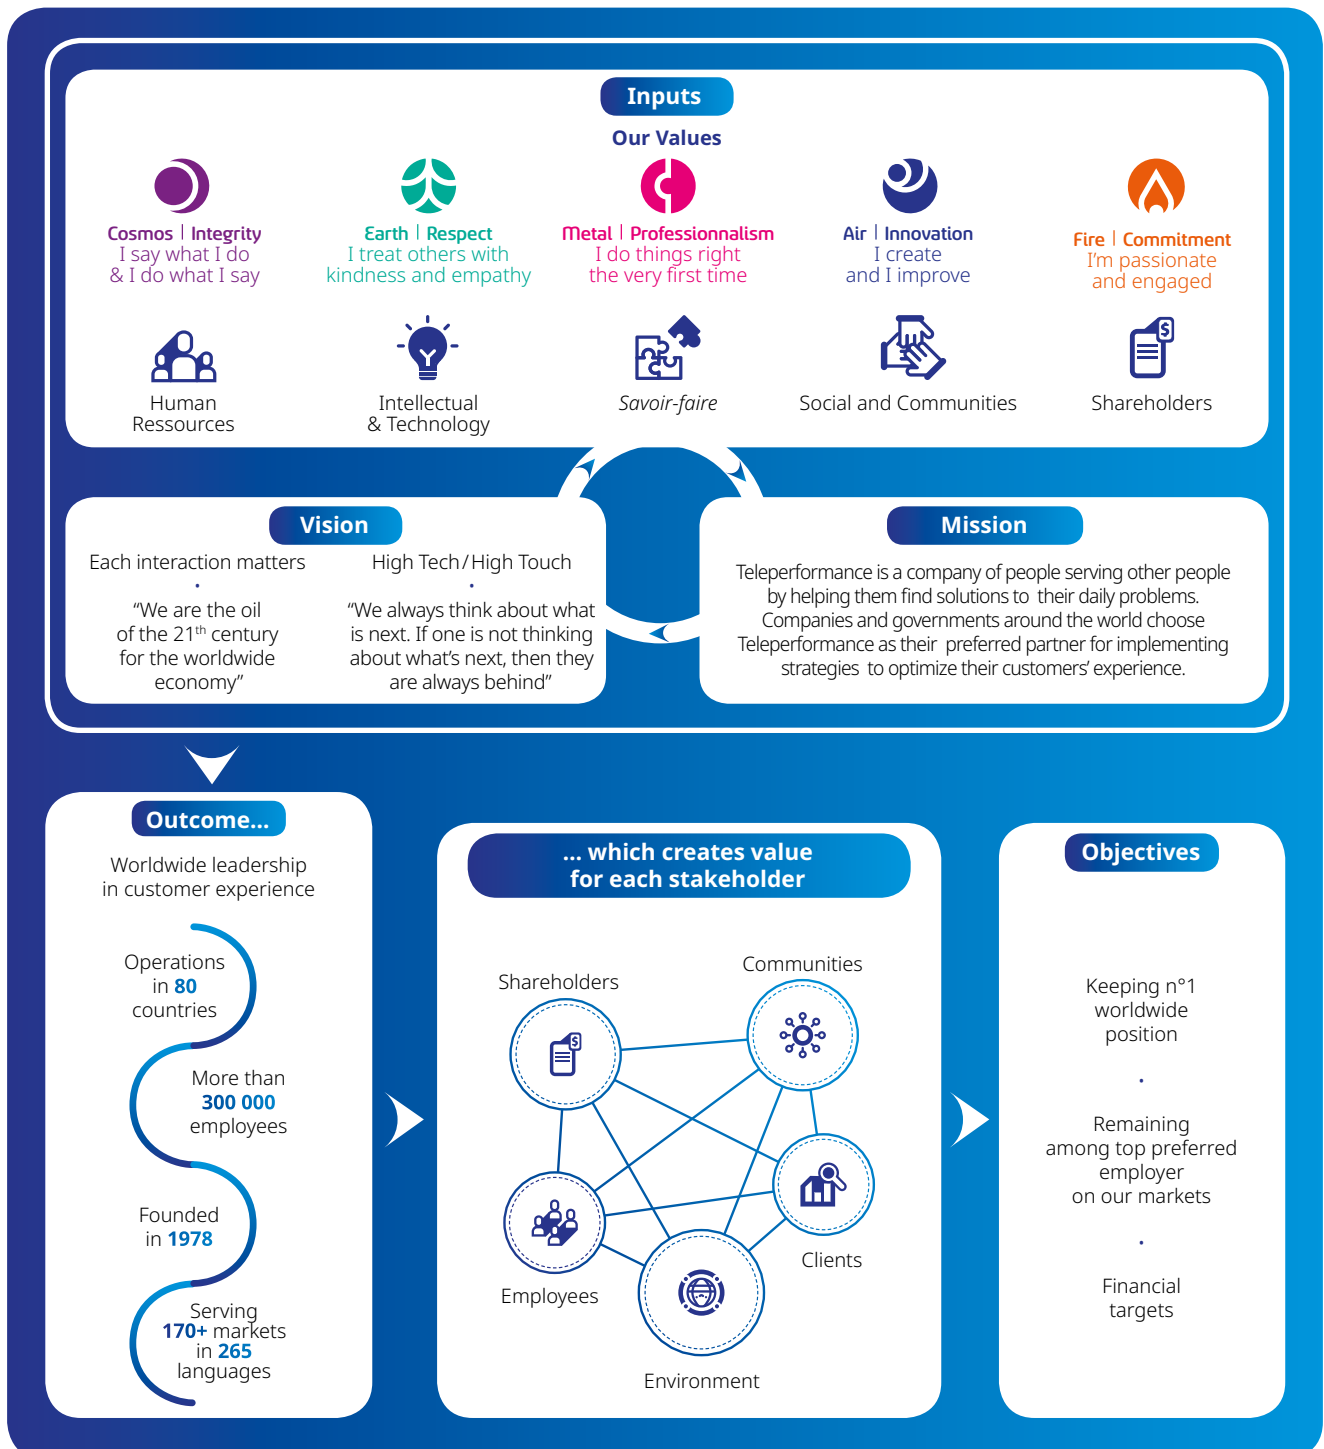 Inputs
Our Values
Cosmos | Integrity
I say what I do
& I do what I say
Earth | Respect
I treat others with
kindness and empathy
Metal | Professionnalism
I do things right
the very first time
Air | Innovation
I create
and I improve
Fire | Commitment
I'm passionate
and engaged
Human
Ressources
Intellectual
& Technology
Savoir-faire
Social and Communities
Shareholders
Vision
Each interaction matters
•
“We are the oil
of the 21th century
for the worldwide
economy”
High Tech/High Touch
•
“We always think about what
is next. If one is not thinking
about what’s next, then they
are always behind”
Mission
Teleperformance is a company of people serving other people
by helping them find solutions to their daily problems.
Companies and governments around the world choose
Teleperformance as their preferred partner for implementing
strategies to optimize their customers’ experience.
Outcome...
Worldwide leadership
in customer experience
Operations
in 80
countries
More than
300 000
employees
Founded
in 1978
Serving
170+ markets
in 265
languages
... which creates value
for each stakeholder
Shareholders
Communities
Clients
Employees
Environment
Objectives
Keeping n°1
worldwide
position
•
Remaining
among top preferred
employer
on our markets
•
Financial
targets